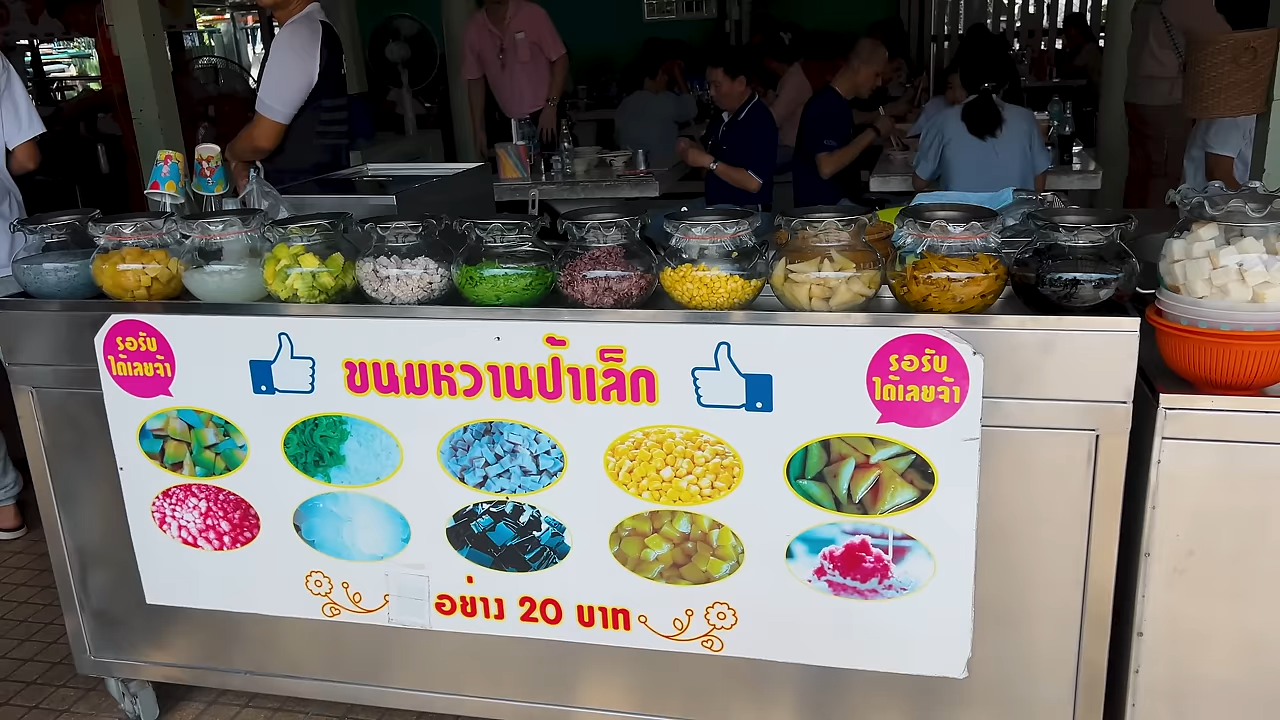 รอรับ
ได้เลยจ้า
ขนมหวานป้าเล็ก
รอรับ
ได้เลยจ้า
อย่าง 20 บาท